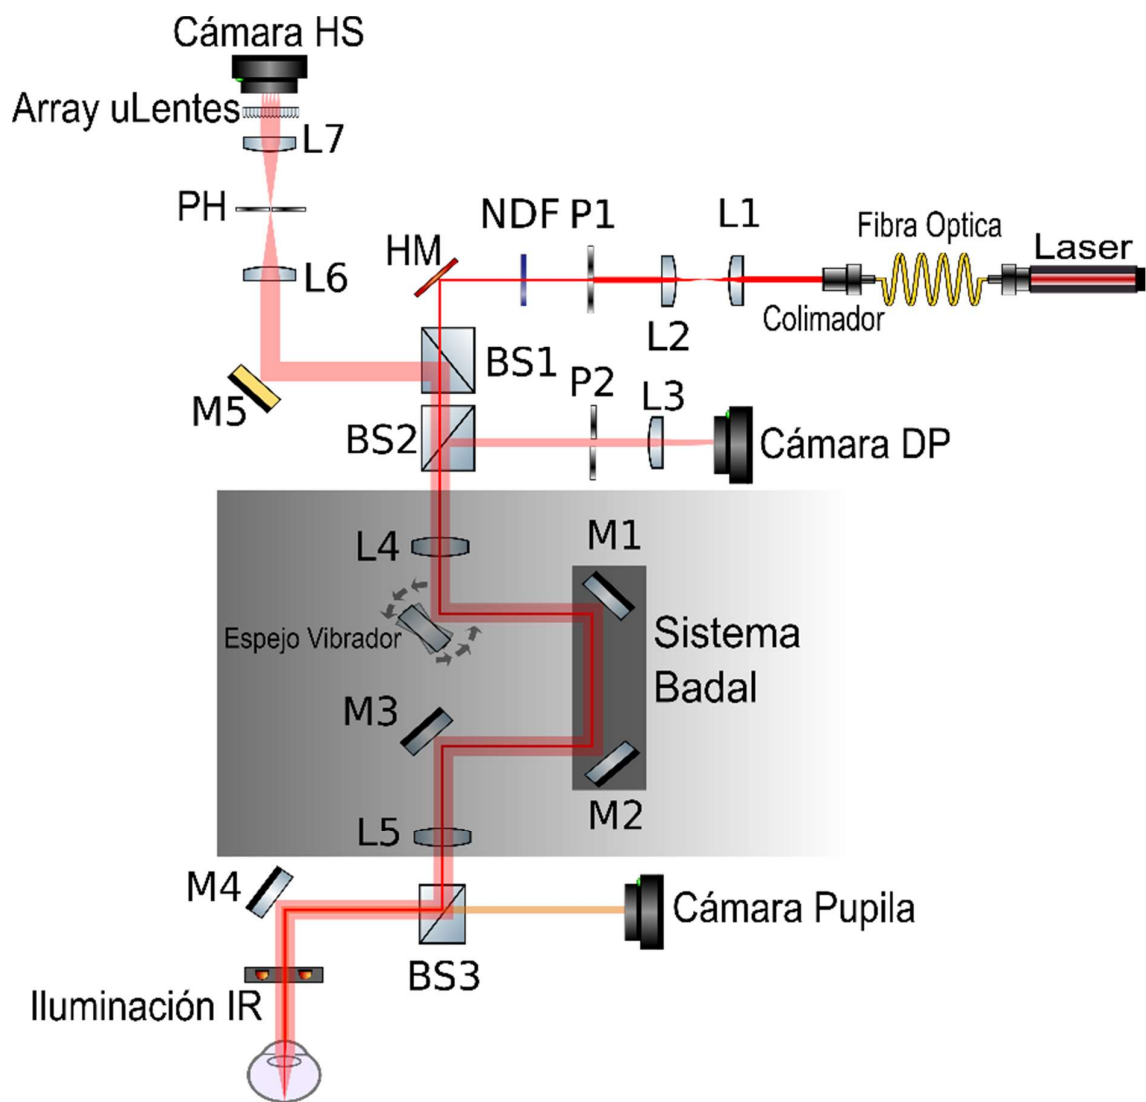 Cámara HS
Array uLentes
L7
PH
L6
M5
HM
NDF
P1
L1
L2
Fibra Optica
Colimador
Laser
BS1
BS2
P2
L3
Cámara DP
L4
Espejo Vibrador
M1
Sistema
Badal
M3
M2
L5
M4
BS3
Cámara Pupila
Iluminación IR